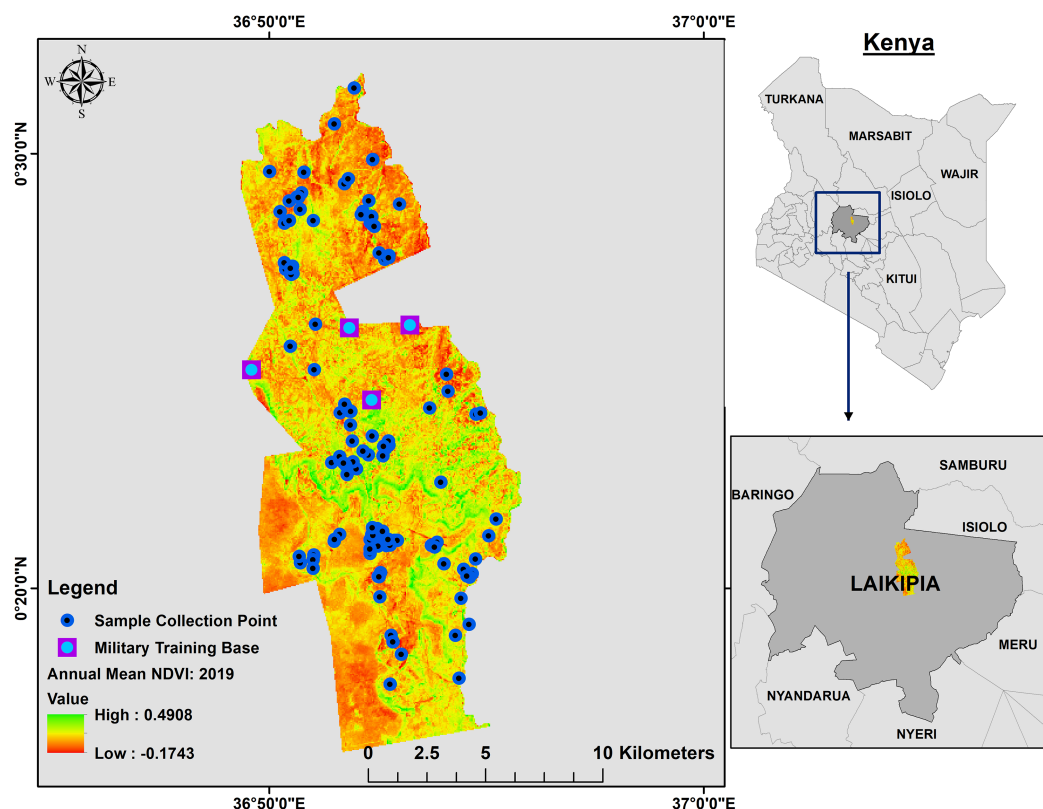 36°50'0"E
37°0'0"E
N
W
E
S
0°30'0"N
0°20'0"N
Legend
Sample Collection Point
Military Training Base
Annual Mean NDVI: 2019
Value
High : 0.4908
Low : -0.1743
0 2.5 5 10 Kilometers
36°50'0"E
37°0'0"E
Kenya
TURKANA
MARSABIT
WAJIR
ISIOLO
KITUI
SAMBURU
BARINGO
ISIOLO
LAIKIPIA
MERU
NYANDARUA
NYERI